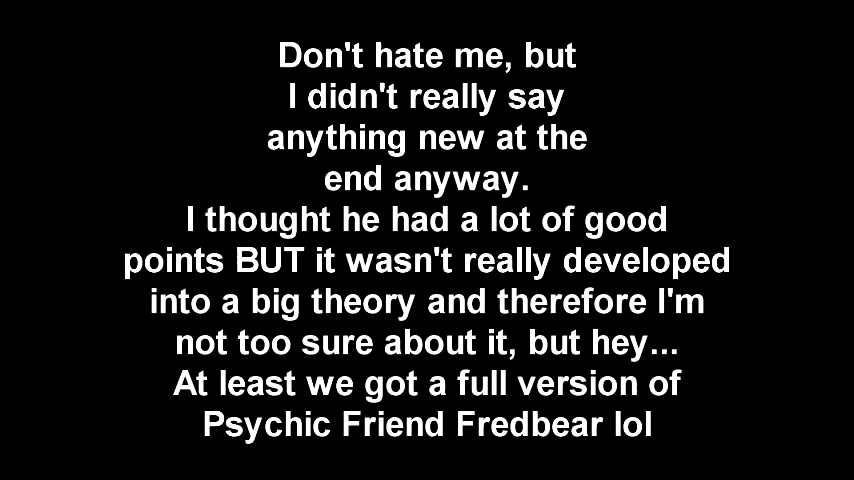 Don't hate me, but
I didn't really say
anything new at the
end anyway.
I thought he had a lot of good
points BUT it wasn't really developed
into a big theory and therefore I'm
not too sure about it, but hey...
At least we got a full version of
Psychic Friend Fredbear lol